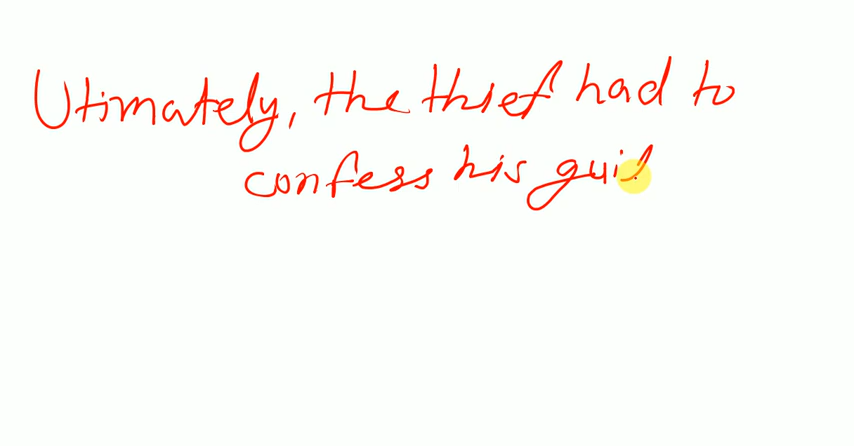 Utimately, the thief had to
confess his guil